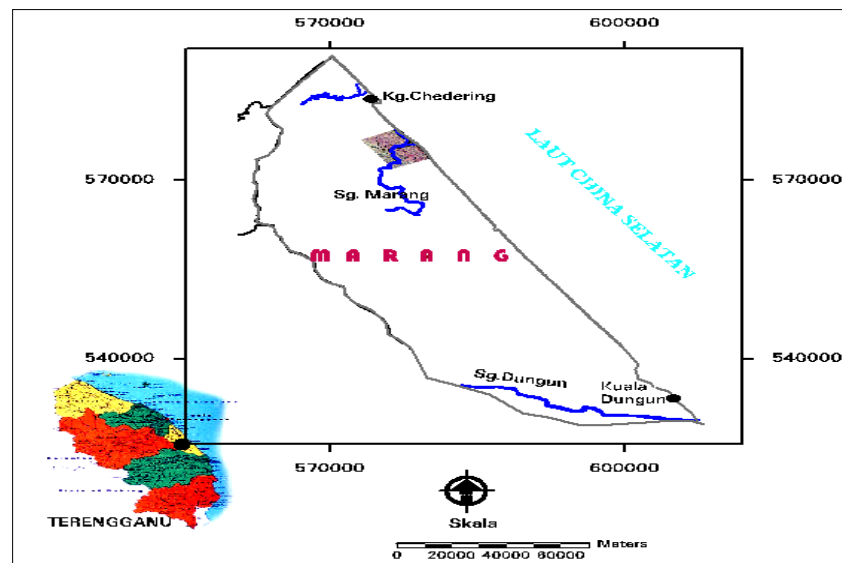 570000 600000
Kg.Chedering
LAUT CHINA SELATAN
570000 570000
Sg. Marang
MARANG
540000 540000
Sg.Dungun
Kuala
Dungun
570000 600000
TERENGGANU
Skala
Meters
0 20000 40000 60000